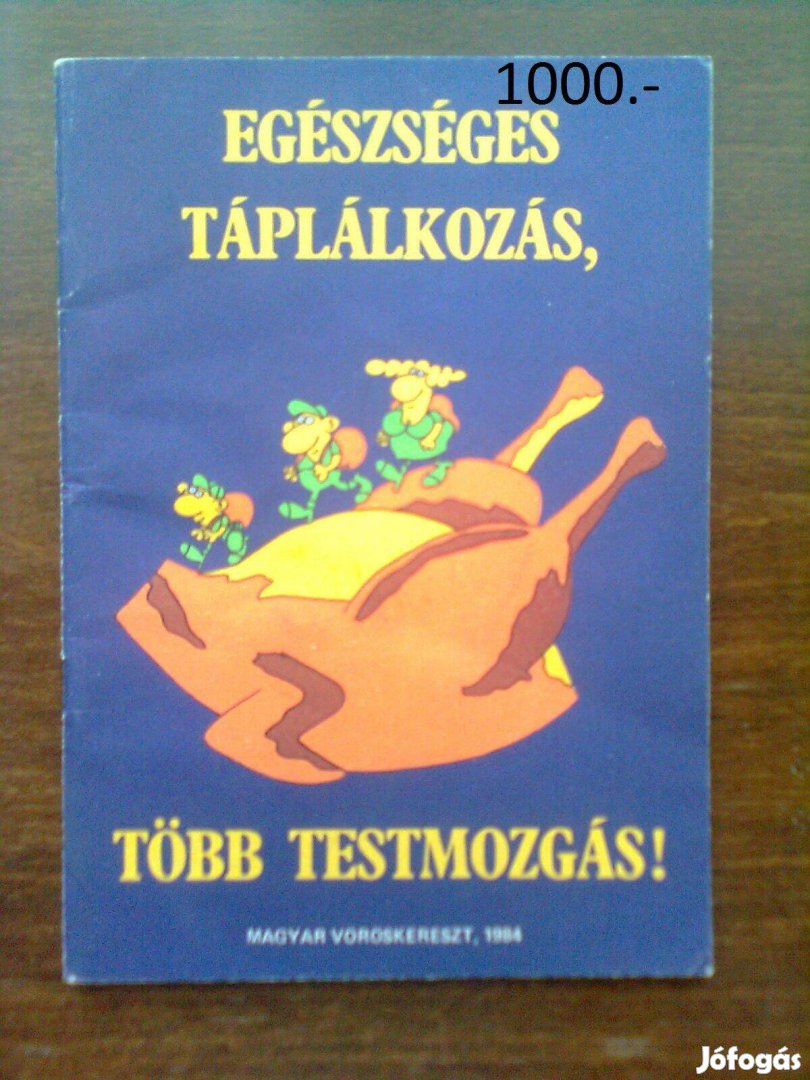 1000.-
EGÉSZSÉGES
TÁPLÁLKOZÁS,
TÖBB TESTMOZGÁS!
MAGYAR VÖRÖSKERESZT, 1984
Jófogás